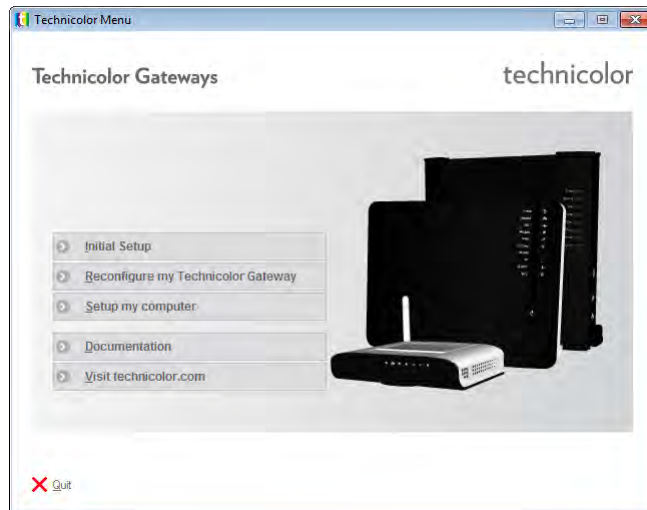 Technicolor Menu
Technicolor Gateways
technicolor
Initial Setup
Reconfigure my Technicolor Gateway
Setup my computer
Documentation
Visit technicolor.com
Quit